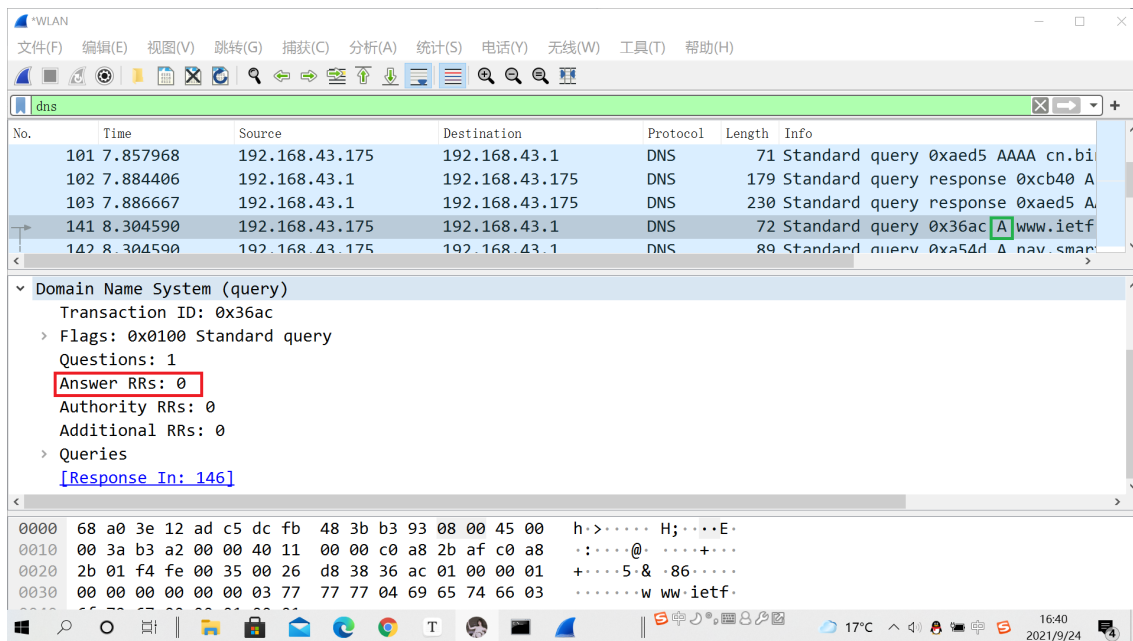 *WLAN
文件(F) 编辑(E) 视图(V) 跳转(G) 捕获(C) 分析(A) 统计(S) 电话(Y) 无线(W) 工具(T) 帮助(H)
dns
No. Time Source Destination Protocol Length Info
101 7.857968 192.168.43.175 192.168.43.1 DNS 71 Standard query 0xaed5 AAAA cn.bi
102 7.884406 192.168.43.1 192.168.43.175 DNS 179 Standard query response 0xcb40 A
103 7.886667 192.168.43.1 192.168.43.175 DNS 230 Standard query response 0xaed5 A
141 8.304590 192.168.43.175 192.168.43.1 DNS 72 Standard query 0x36ac A www.ietf
142 8.304590 192.168.43.175 192.168.43.1 DNS 89 Standard query 0xa54d A nav.smar
Domain Name System (query)
Transaction ID: 0x36ac
Flags: 0x0100 Standard query
Questions: 1
Answer RRs: 0
Authority RRs: 0
Additional RRs: 0
Queries
[Response In: 146]
0000 68 a0 3e 12 ad c5 dc fb 48 3b b3 93 08 00 45 00 h·>····· H;····E·
0010 00 3a b3 a2 00 00 40 11 00 00 c0 a8 2b af c0 a8 ·:····@· ····+···
0020 2b 01 f4 fe 00 35 00 26 d8 38 36 ac 01 00 00 01 +····5·& ·86·····
0030 00 00 00 00 00 00 03 77 77 77 04 69 65 74 66 03 ·······w ww·ietf·
T
中
17°C
中
16:40
2021/9/24
4